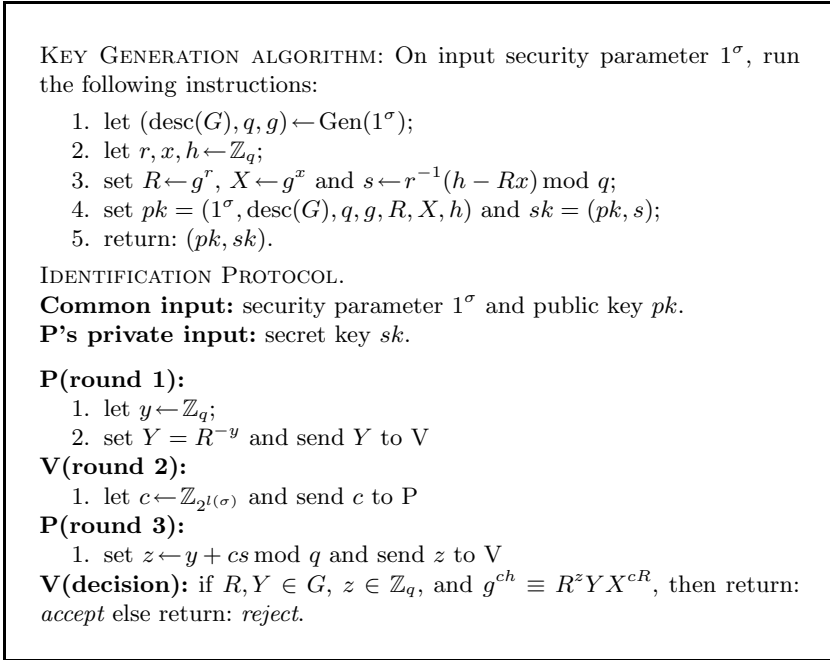 KEY GENERATION ALGORITHM: On input security parameter 1^σ, run
the following instructions:
1. let (desc(G), q, g) ← Gen(1^σ);
2. let r, x, h ← ℤ_q;
3. set R ← g^r, X ← g^x and s ← r^{-1}(h − Rx) mod q;
4. set pk = (1^σ, desc(G), q, g, R, X, h) and sk = (pk, s);
5. return: (pk, sk).
IDENTIFICATION PROTOCOL.
Common input: security parameter 1^σ and public key pk.
P's private input: secret key sk.
P(round 1):
1. let y ← ℤ_q;
2. set Y = R^{-y} and send Y to V
V(round 2):
1. let c ← ℤ_{2^{l(σ)}} and send c to P
P(round 3):
1. set z ← y + cs mod q and send z to V
V(decision): if R, Y ∈ G, z ∈ ℤ_q, and g^{ch} ≡ R^z Y X^{cR}, then return:
accept else return: reject.